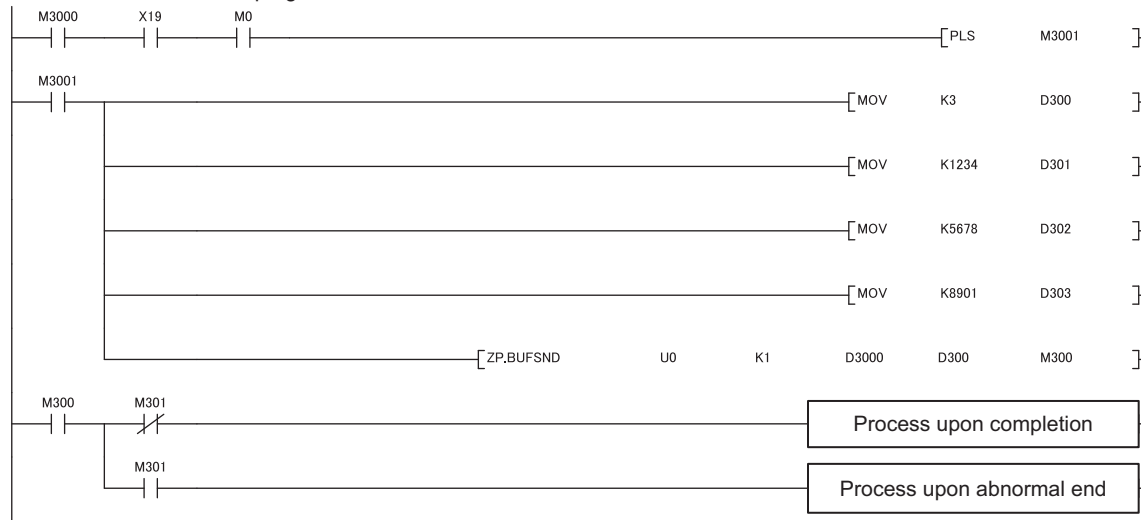 M3000 X19 M0
[PLS M3001 ]
M3001
[MOV K3 D300 ]
[MOV K1234 D301 ]
[MOV K5678 D302 ]
[MOV K8901 D303 ]
[ZP.BUFSND U0 K1 D3000 D300 M300 ]
M300 M301
Process upon completion
M301
Process upon abnormal end